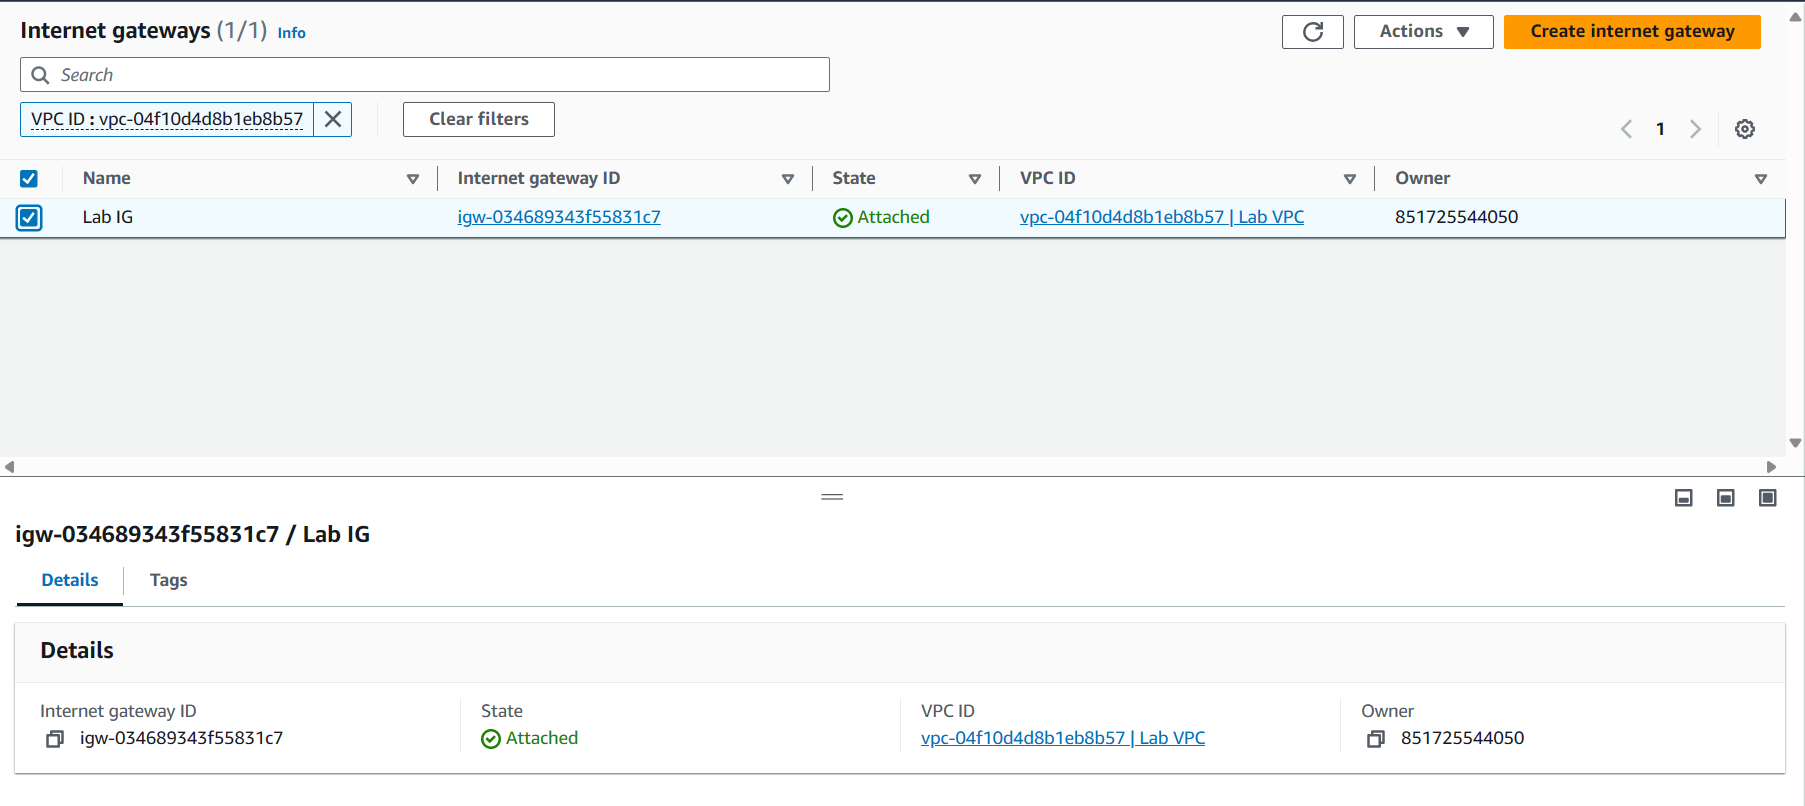 Internet gateways (1/1) Info
Actions
Create internet gateway
Search
VPC ID : vpc-04f10d4d8b1eb8b57
Clear filters
1
Name Internet gateway ID State VPC ID Owner
Lab IG igw-034689343f55831c7 Attached vpc-04f10d4d8b1eb8b57 | Lab VPC 851725544050
igw-034689343f55831c7 / Lab IG
Details Tags
Details
Internet gateway ID State VPC ID Owner
igw-034689343f55831c7 Attached vpc-04f10d4d8b1eb8b57 | Lab VPC 851725544050